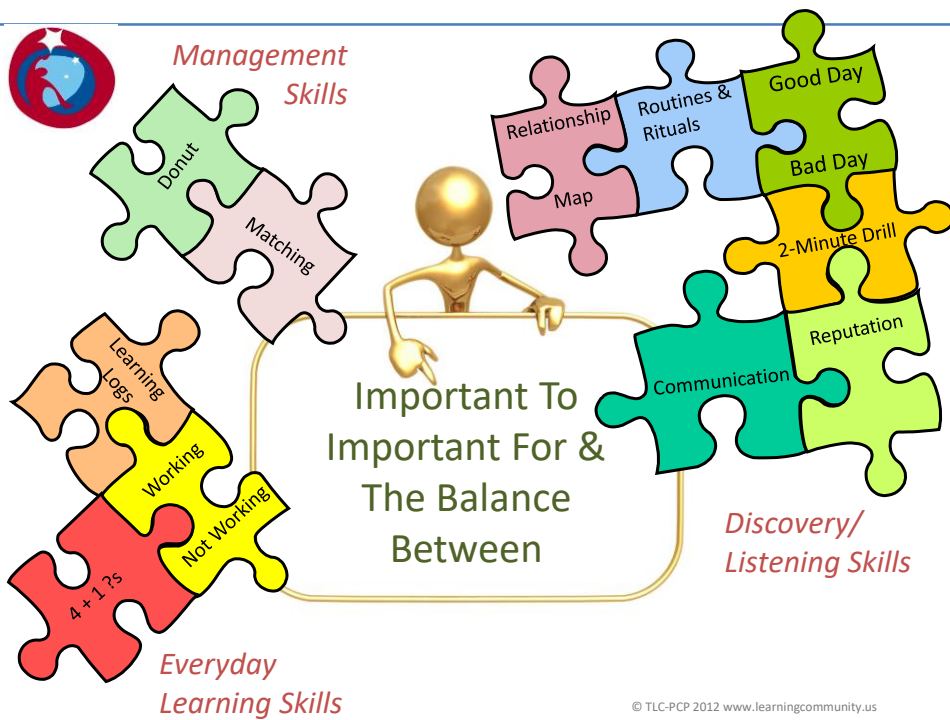 Management
Skills
Donut
Matching
Relationship
Map
Routines &
Rituals
Good Day
Bad Day
2-Minute Drill
Reputation
Communication
Discovery/
Listening Skills
Important To
Important For &
The Balance
Between
Learning
Logs
Working
Not Working
4 + 1 ?s
Everyday
Learning Skills
© TLC-PCP 2012 www.learningcommunity.us